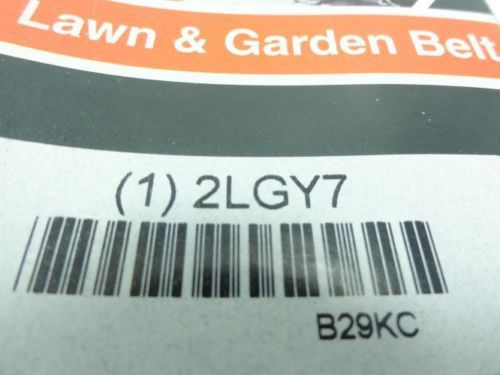 Lawn & Garden Belt
(1) 2LGY7
B29KC